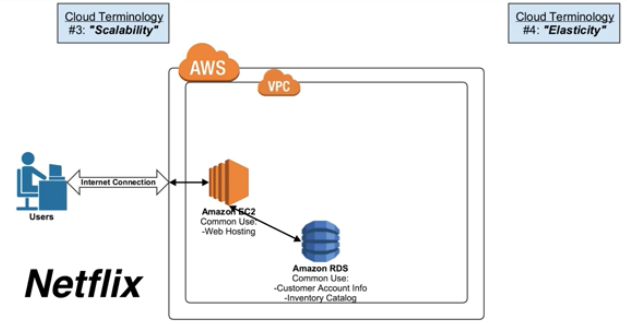 Cloud Terminology
#3: "Scalability"
Cloud Terminology
#4: "Elasticity"
AWS
VPC
Internet Connection
Users
Amazon EC2
Common Use:
-Web Hosting
Amazon RDS
Common Use:
-Customer Account Info
-Inventory Catalog
Netflix